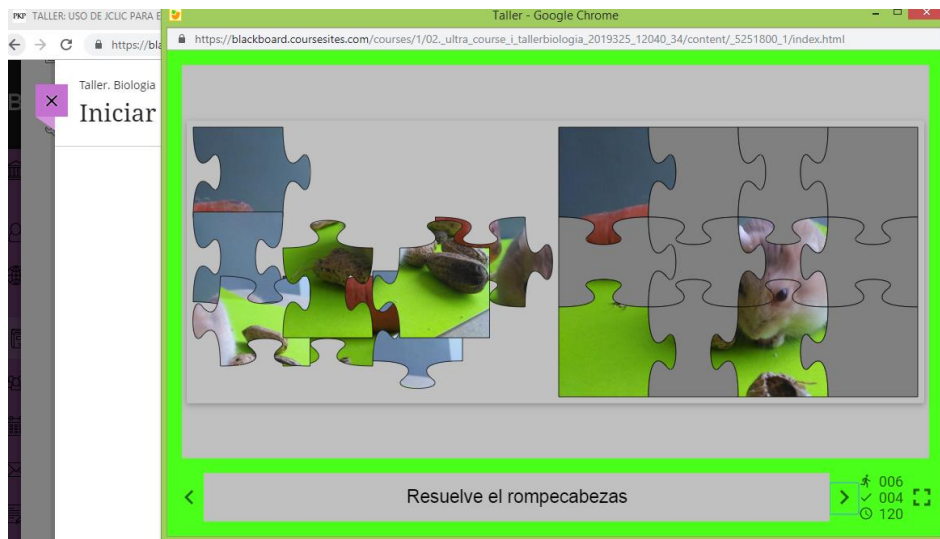 PKP TALLER: USO DE JCLIC PARA E
Taller - Google Chrome
https://bla
https://blackboard.coursesites.com/courses/1/02._ultra_course_i_tallerbiologia_2019325_12040_34/content/_5251800_1/index.html
Taller. Biologia
Iniciar
Resuelve el rompecabezas
006
004
120